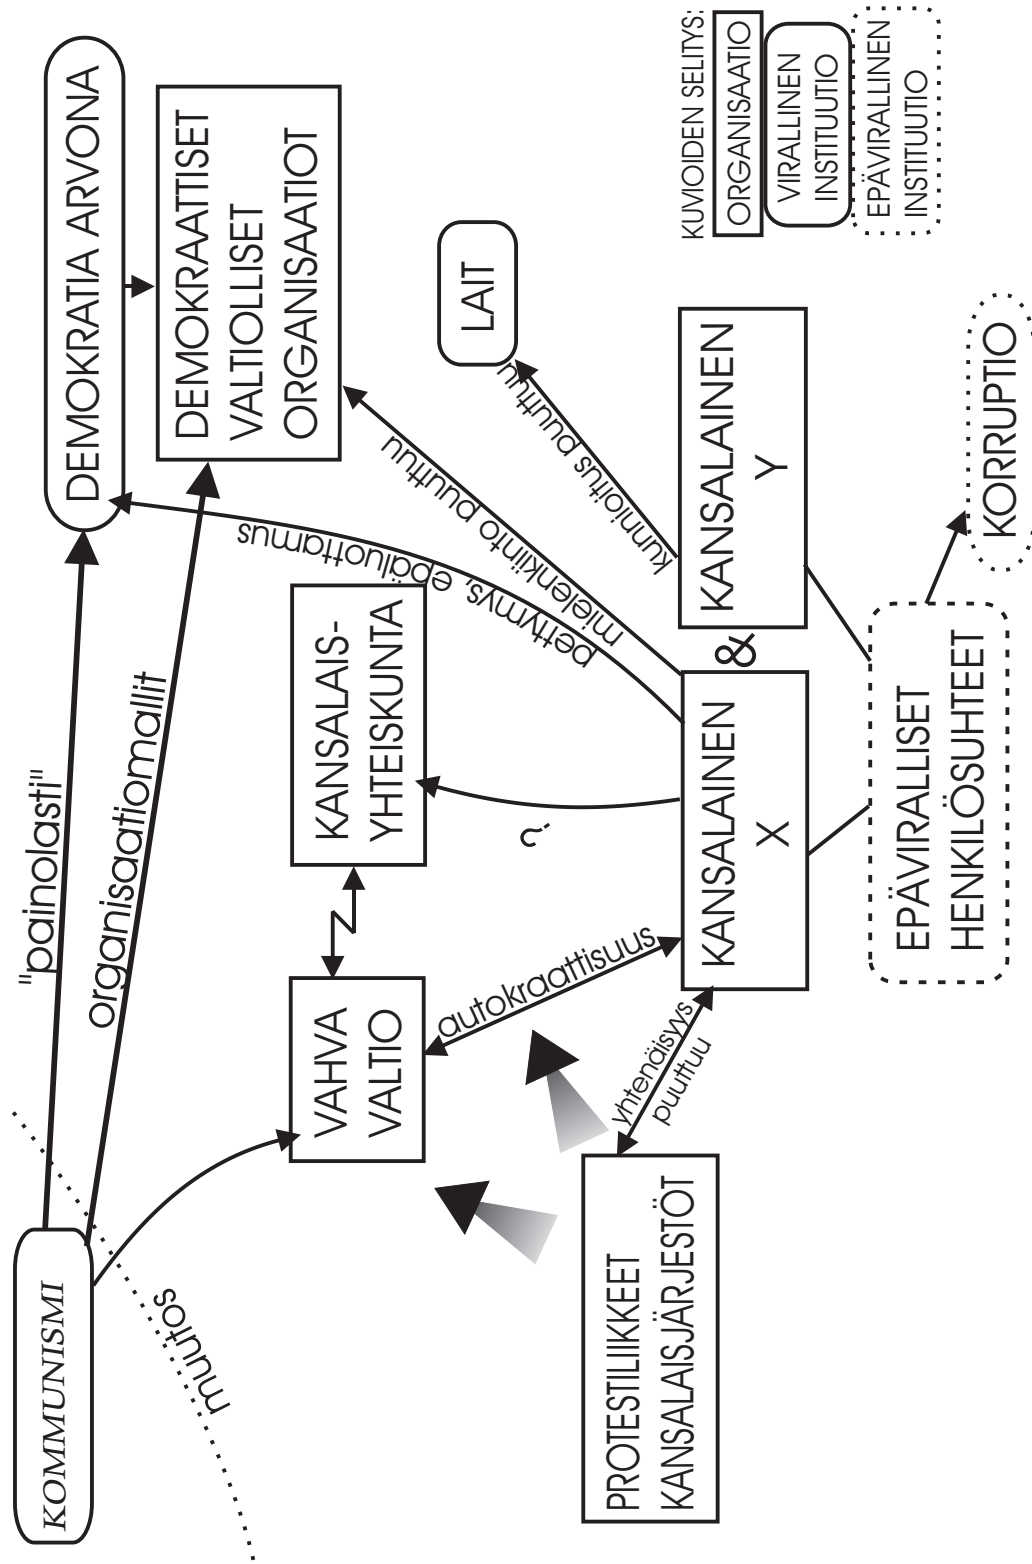 KOMMUNISMI
"painolasti"
DEMOKRATIA ARVONA
organisaatiomallit
DEMOKRAATTISET
VALTIOLLISET
ORGANISAATIOT
muutos
VAHVA
VALTIO
KANSALAIS-
YHTEISKUNTA
pettymys, epäluottamus
mielenkiinto puuttuu
LAIT
kunnioitus puuttuu
autokraattisuus
?
PROTESTILIIKKEET
KANSALAISJÄRJESTÖT
yhtenäisyys
puuttuu
KANSALAINEN
X
&
KANSALAINEN
Y
EPÄVIRALLISET
HENKILÖSUHTEET
KORRUPTIO
KUVIOIDEN SELITYS:
ORGANISAATIO
VIRALLINEN
INSTITUUTIO
EPÄVIRALLINEN
INSTITUUTIO